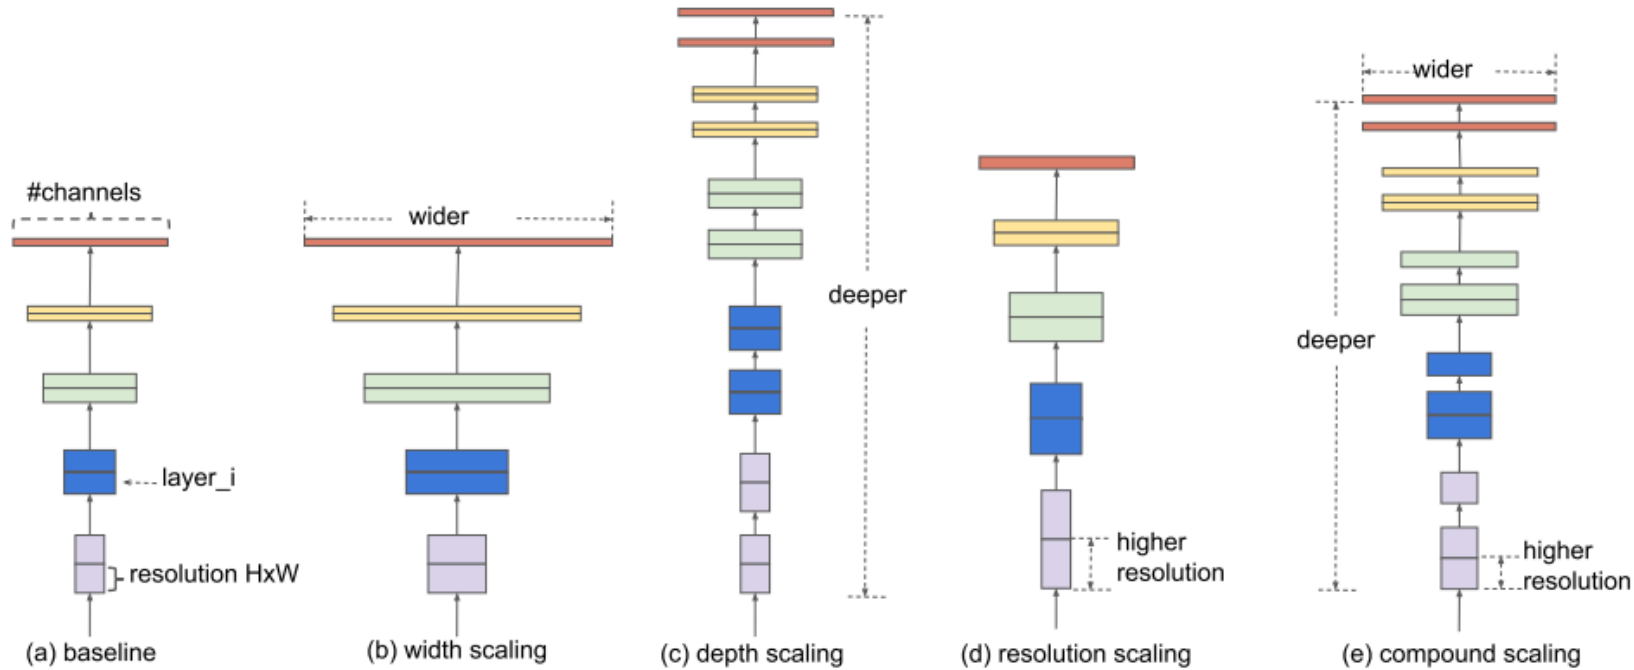 #channels
layer_i
resolution HxW
(a) baseline
wider
(b) width scaling
deeper
(c) depth scaling
higher
resolution
(d) resolution scaling
wider
deeper
higher
resolution
(e) compound scaling